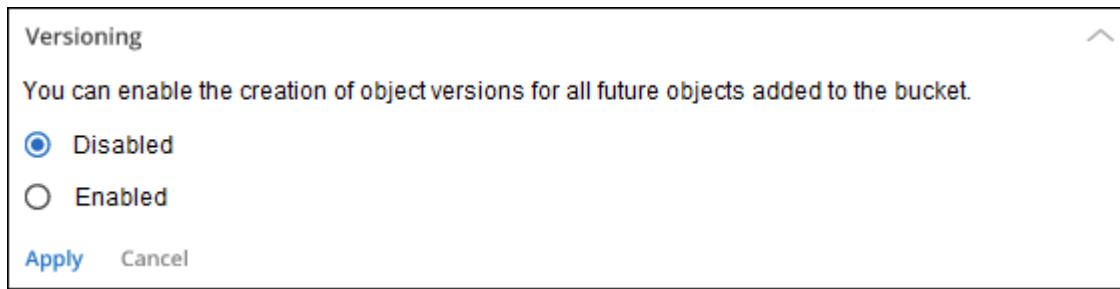 Versioning
You can enable the creation of object versions for all future objects added to the bucket.
Disabled
Enabled
Apply Cancel